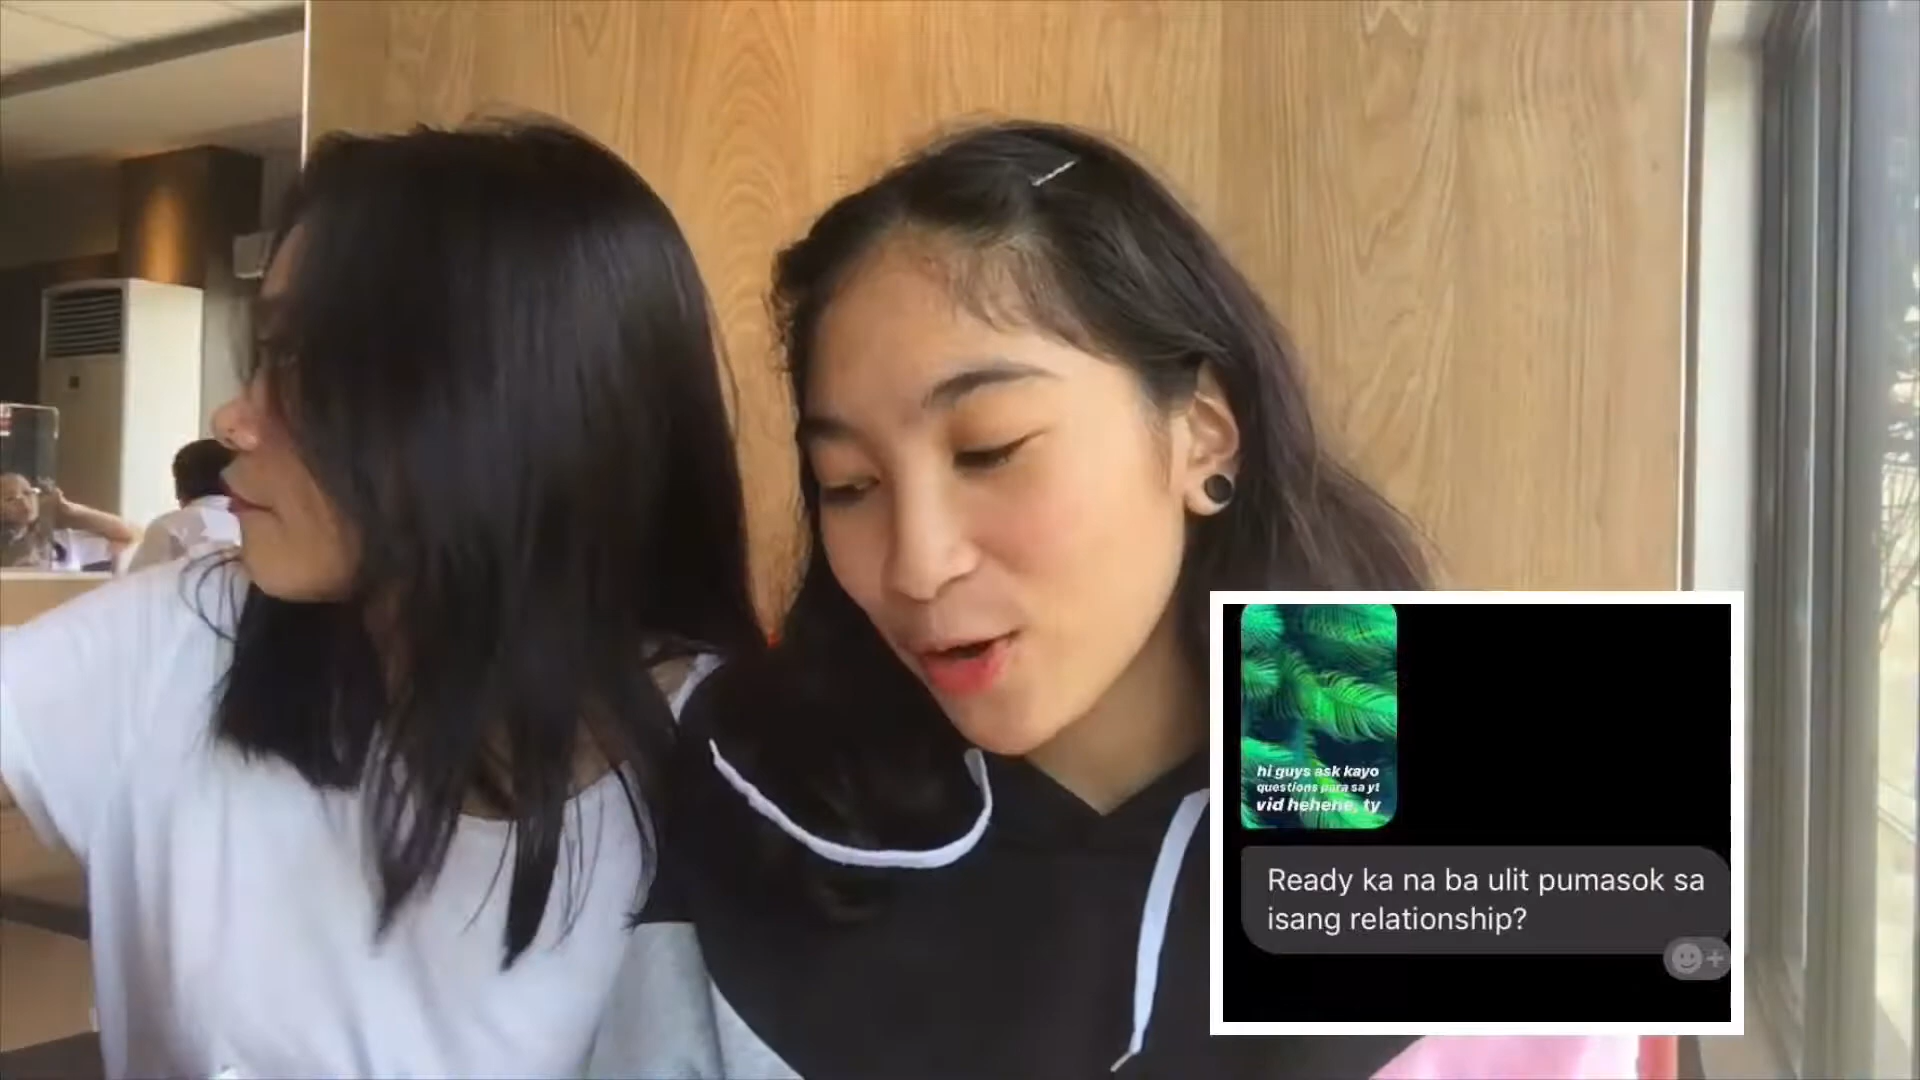 hi guys ask kayo
questions para sa yt
vid hehehe, ty
Ready ka na ba ulit pumasok sa
isang relationship?